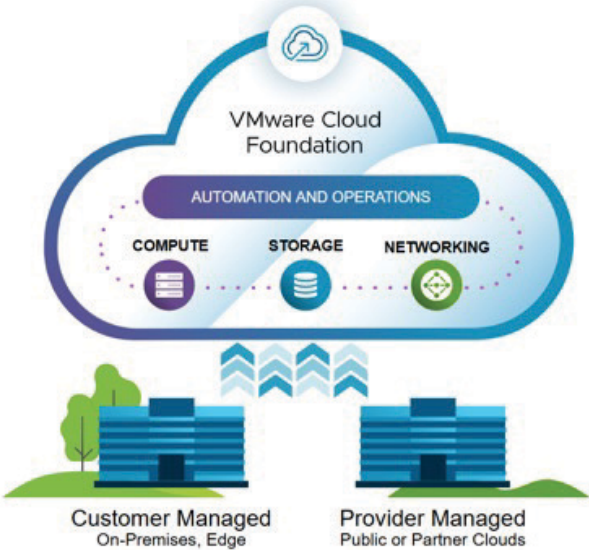 VMware Cloud
Foundation
AUTOMATION AND OPERATIONS
COMPUTE STORAGE NETWORKING
Customer Managed
On-Premises, Edge
Provider Managed
Public or Partner Clouds